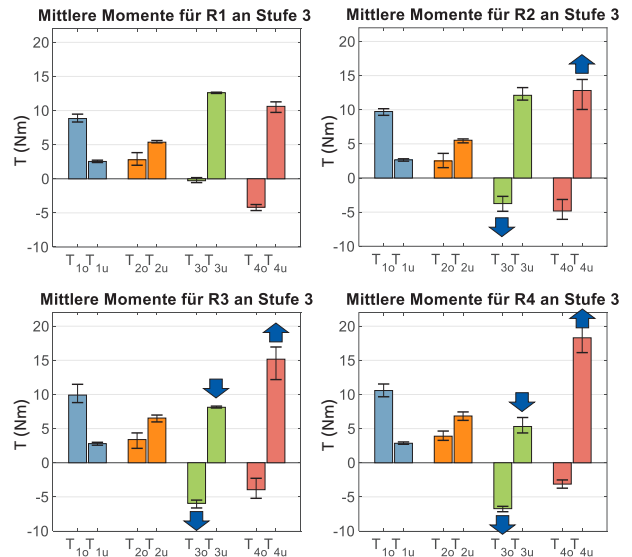 Mittlere Momente für R1 an Stufe 3
20
15
10
5
0
-5
-10
T (Nm)
T1o T1u T2o T2u T3o T3u T4o T4u
Mittlere Momente für R2 an Stufe 3
20
15
10
5
0
-5
-10
T (Nm)
T1o T1u T2o T2u T3o T3u T4o T4u
Mittlere Momente für R3 an Stufe 3
20
15
10
5
0
-5
-10
T (Nm)
T1o T1u T2o T2u T3o T3u T4o T4u
Mittlere Momente für R4 an Stufe 3
20
15
10
5
0
-5
-10
T (Nm)
T1o T1u T2o T2u T3o T3u T4o T4u